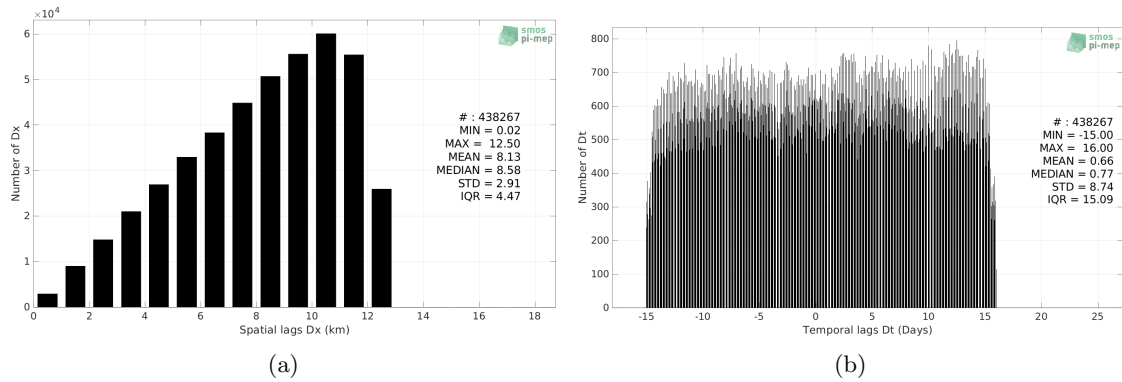 ×10⁴
6
5
4
3
2
1
0
Number of Dx
0 2 4 6 8 10 12 14 16 18
Spatial lags Dx (km)
smos
pi-mep
# : 438267
MIN = 0.02
MAX = 12.50
MEAN = 8.13
MEDIAN = 8.58
STD = 2.91
IQR = 4.47
(a)
800
700
600
500
400
300
200
100
0
Number of Dt
-15 -10 -5 0 5 10 15 20 25
Temporal lags Dt (Days)
smos
pi-mep
# : 438267
MIN = -15.00
MAX = 16.00
MEAN = 0.66
MEDIAN = 0.77
STD = 8.74
IQR = 15.09
(b)